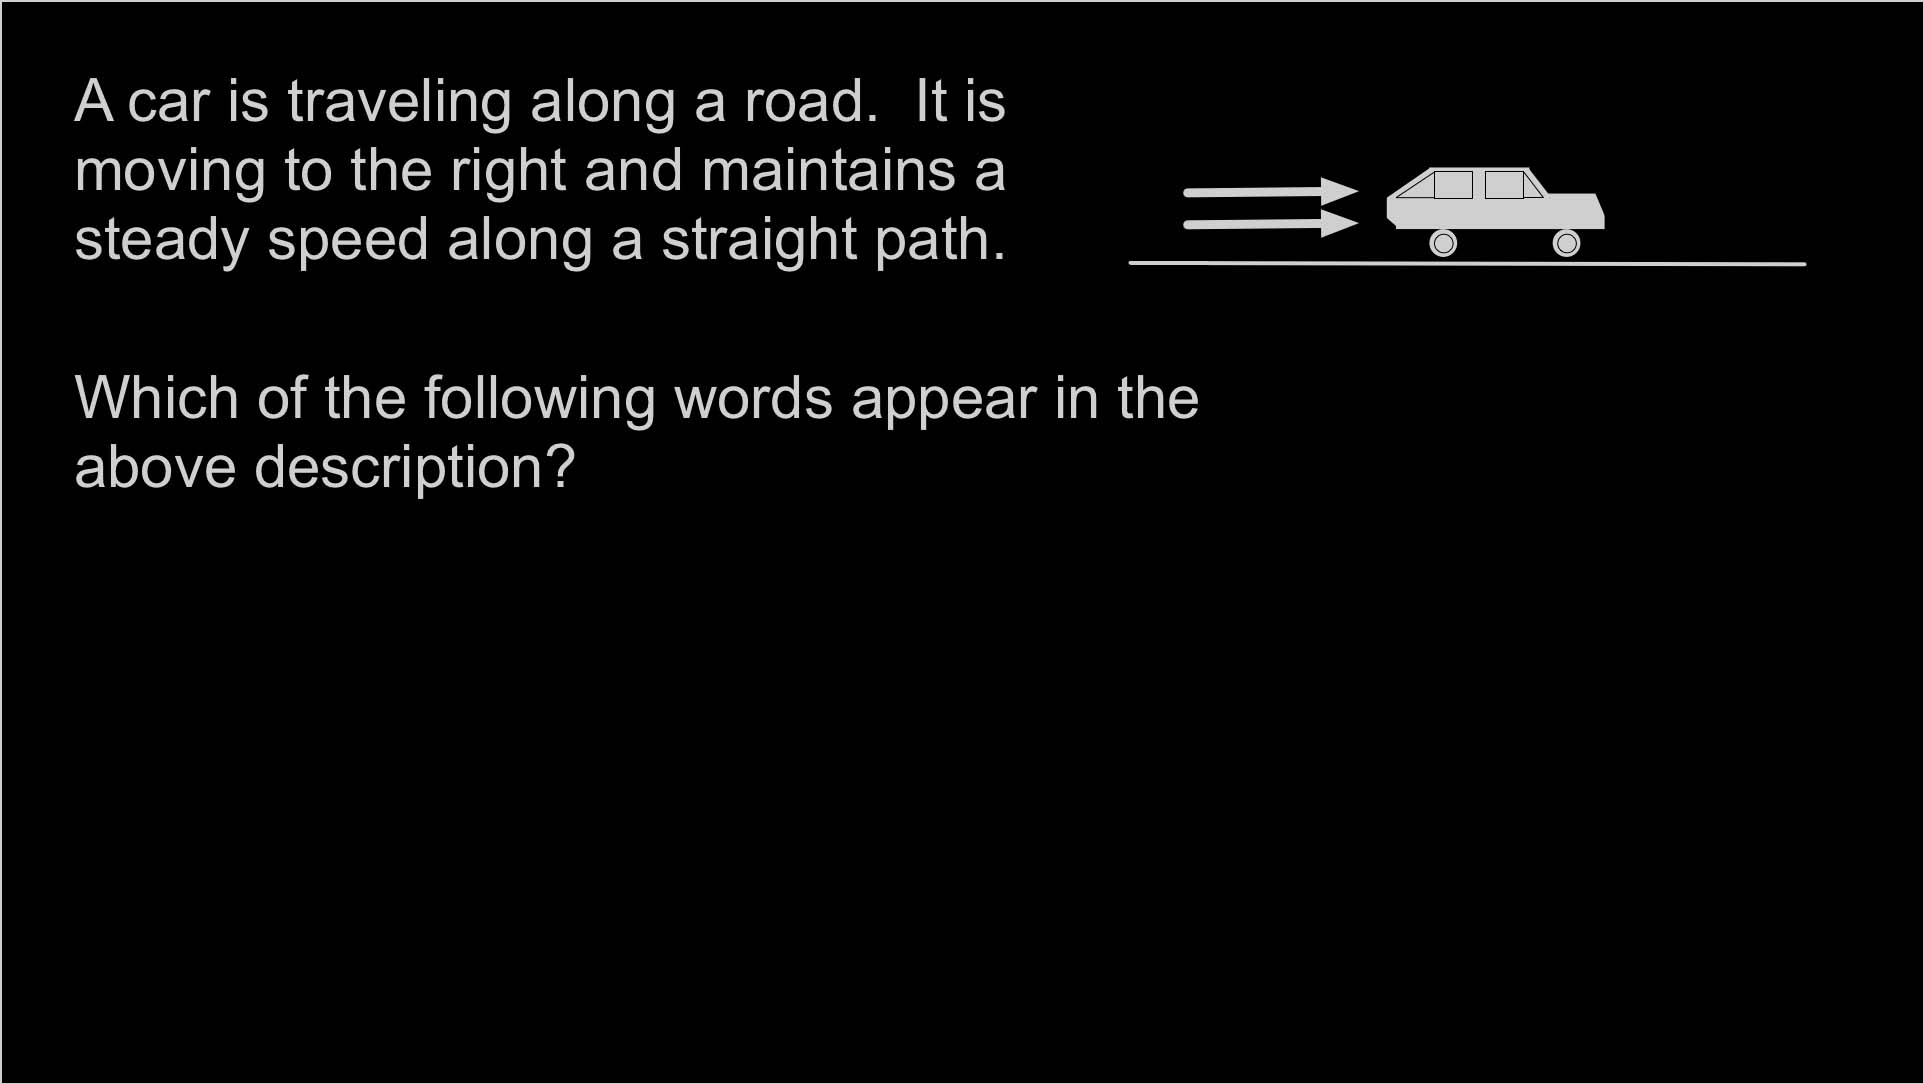 A car is traveling along a road.  It is
moving to the right and maintains a
steady speed along a straight path.
Which of the following words appear in the
above description?